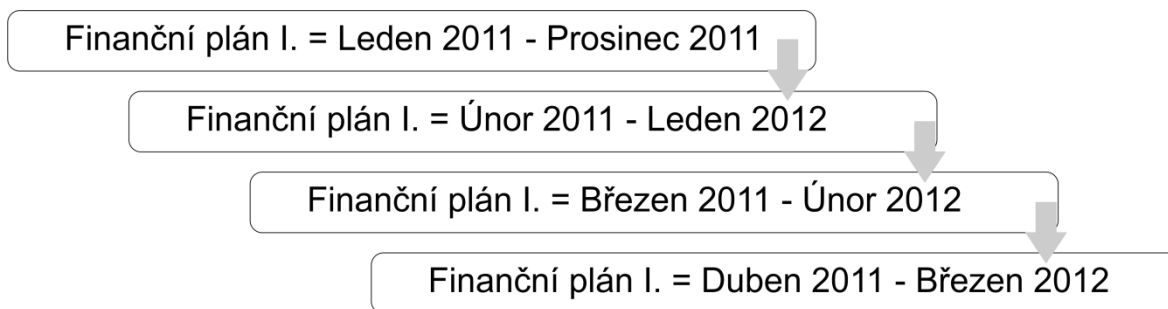 Finanční plán I. = Leden 2011 - Prosinec 2011
Finanční plán I. = Únor 2011 - Leden 2012
Finanční plán I. = Březen 2011 - Únor 2012
Finanční plán I. = Duben 2011 - Březen 2012